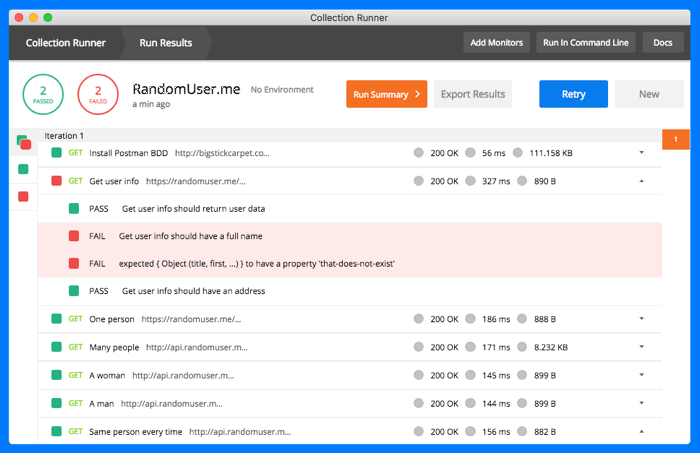 Collection Runner
Collection Runner Run Results Add Monitors Run In Command Line Docs
2 PASSED 2 FAILED RandomUser.me No Environment Run Summary Export Results Retry New
a min ago
Iteration 1 1
GET Install Postman BDD http://bigstickcarpet.co... 200 OK 56 ms 111.158 KB
GET Get user info https://randomuser.me/... 200 OK 327 ms 890 B
PASS Get user info should return user data
FAIL Get user info should have a full name
FAIL expected { Object (title, first, ...) } to have a property 'that-does-not-exist'
PASS Get user info should have an address
GET One person https://randomuser.me/... 200 OK 186 ms 888 B
GET Many people http://api.randomuser.m... 200 OK 171 ms 8.232 KB
GET A woman http://api.randomuser.m... 200 OK 145 ms 899 B
GET A man http://api.randomuser.m... 200 OK 144 ms 899 B
GET Same person every time http://api.randomuser.m... 200 OK 156 ms 882 B